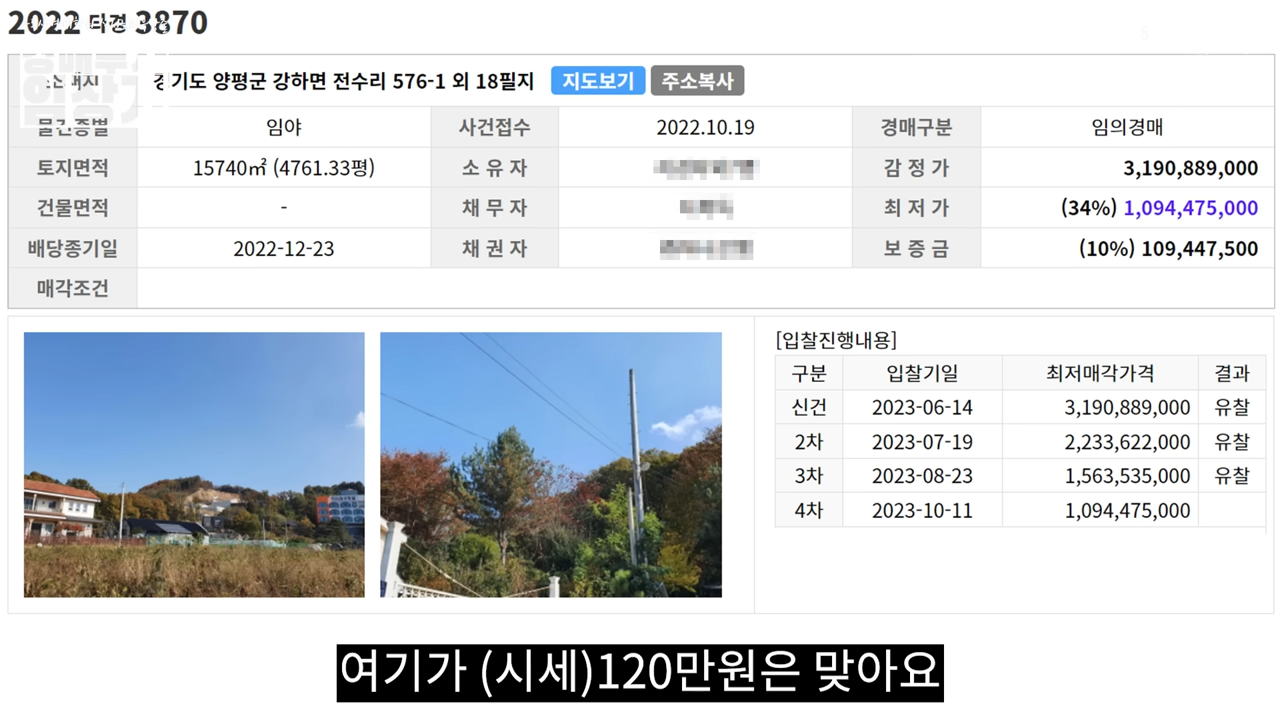 2022 타경 3870
소재지 경기도 양평군 강하면 전수리 576-1 외 18필지 지도보기 주소복사
물건종별 임야 사건접수 2022.10.19 경매구분 임의경매
토지면적 15740㎡ (4761.33평) 소 유 자 감 정 가 3,190,889,000
건물면적 - 채 무 자 최 저 가 (34%) 1,094,475,000
배당종기일 2022-12-23 채 권 자 보 증 금 (10%) 109,447,500
매각조건
[입찰진행내용]
구분 입찰기일 최저매각가격 결과
신건 2023-06-14 3,190,889,000 유찰
2차 2023-07-19 2,233,622,000 유찰
3차 2023-08-23 1,563,535,000 유찰
4차 2023-10-11 1,094,475,000
여기가 (시세)120만원은 맞아요